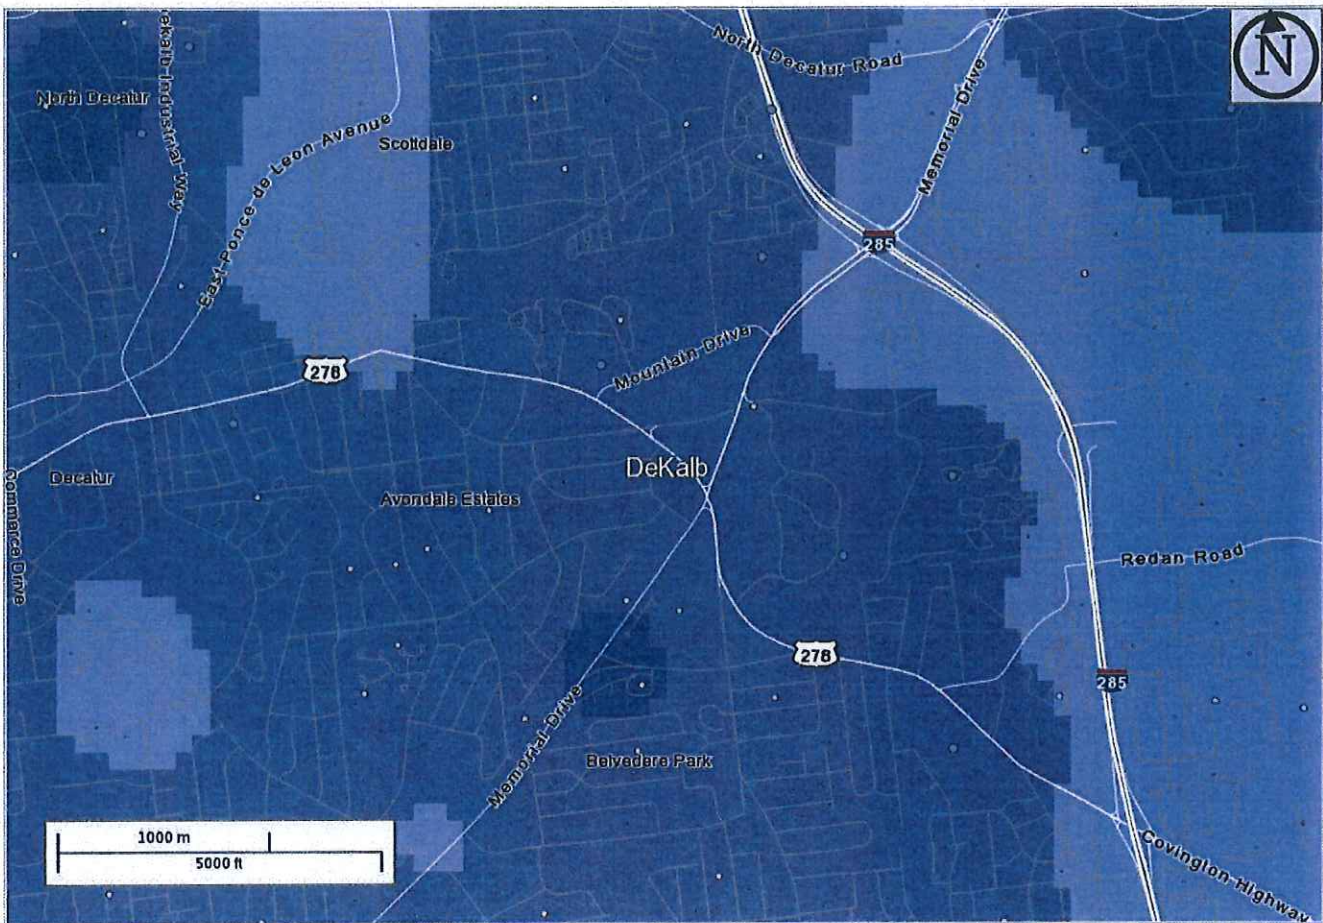 N
North Decatur Road
North Decatur
ekalb-Industrial Way
Memorial Drive
East Ponce de Leon Avenue
Scottdale
285
Mountain Drive
278
DeKalb
Decatur
Avondale Estates
Commerce Drive
Redan Road
278
285
Memorial Drive
Belvedere Park
1000 m
5000 ft
Covington Highway